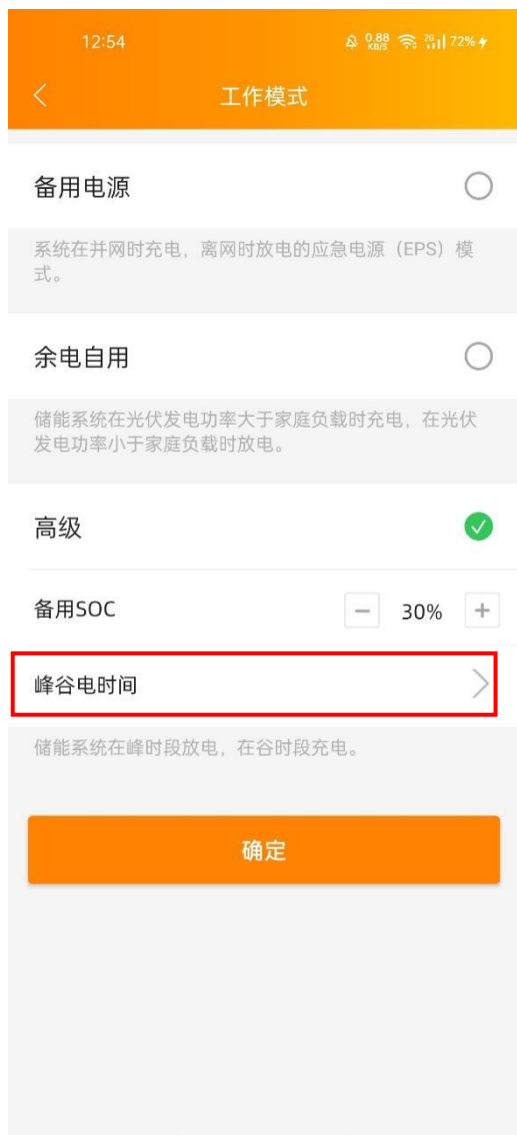 12:54
0.88 KB/S 2G 72%
工作模式
备用电源
系统在并网时充电，离网时放电的应急电源（EPS）模
式。
余电自用
储能系统在光伏发电功率大于家庭负载时充电，在光伏
发电功率小于家庭负载时放电。
高级
备用SOC
30%
峰谷电时间
储能系统在峰时段放电，在谷时段充电。
确定